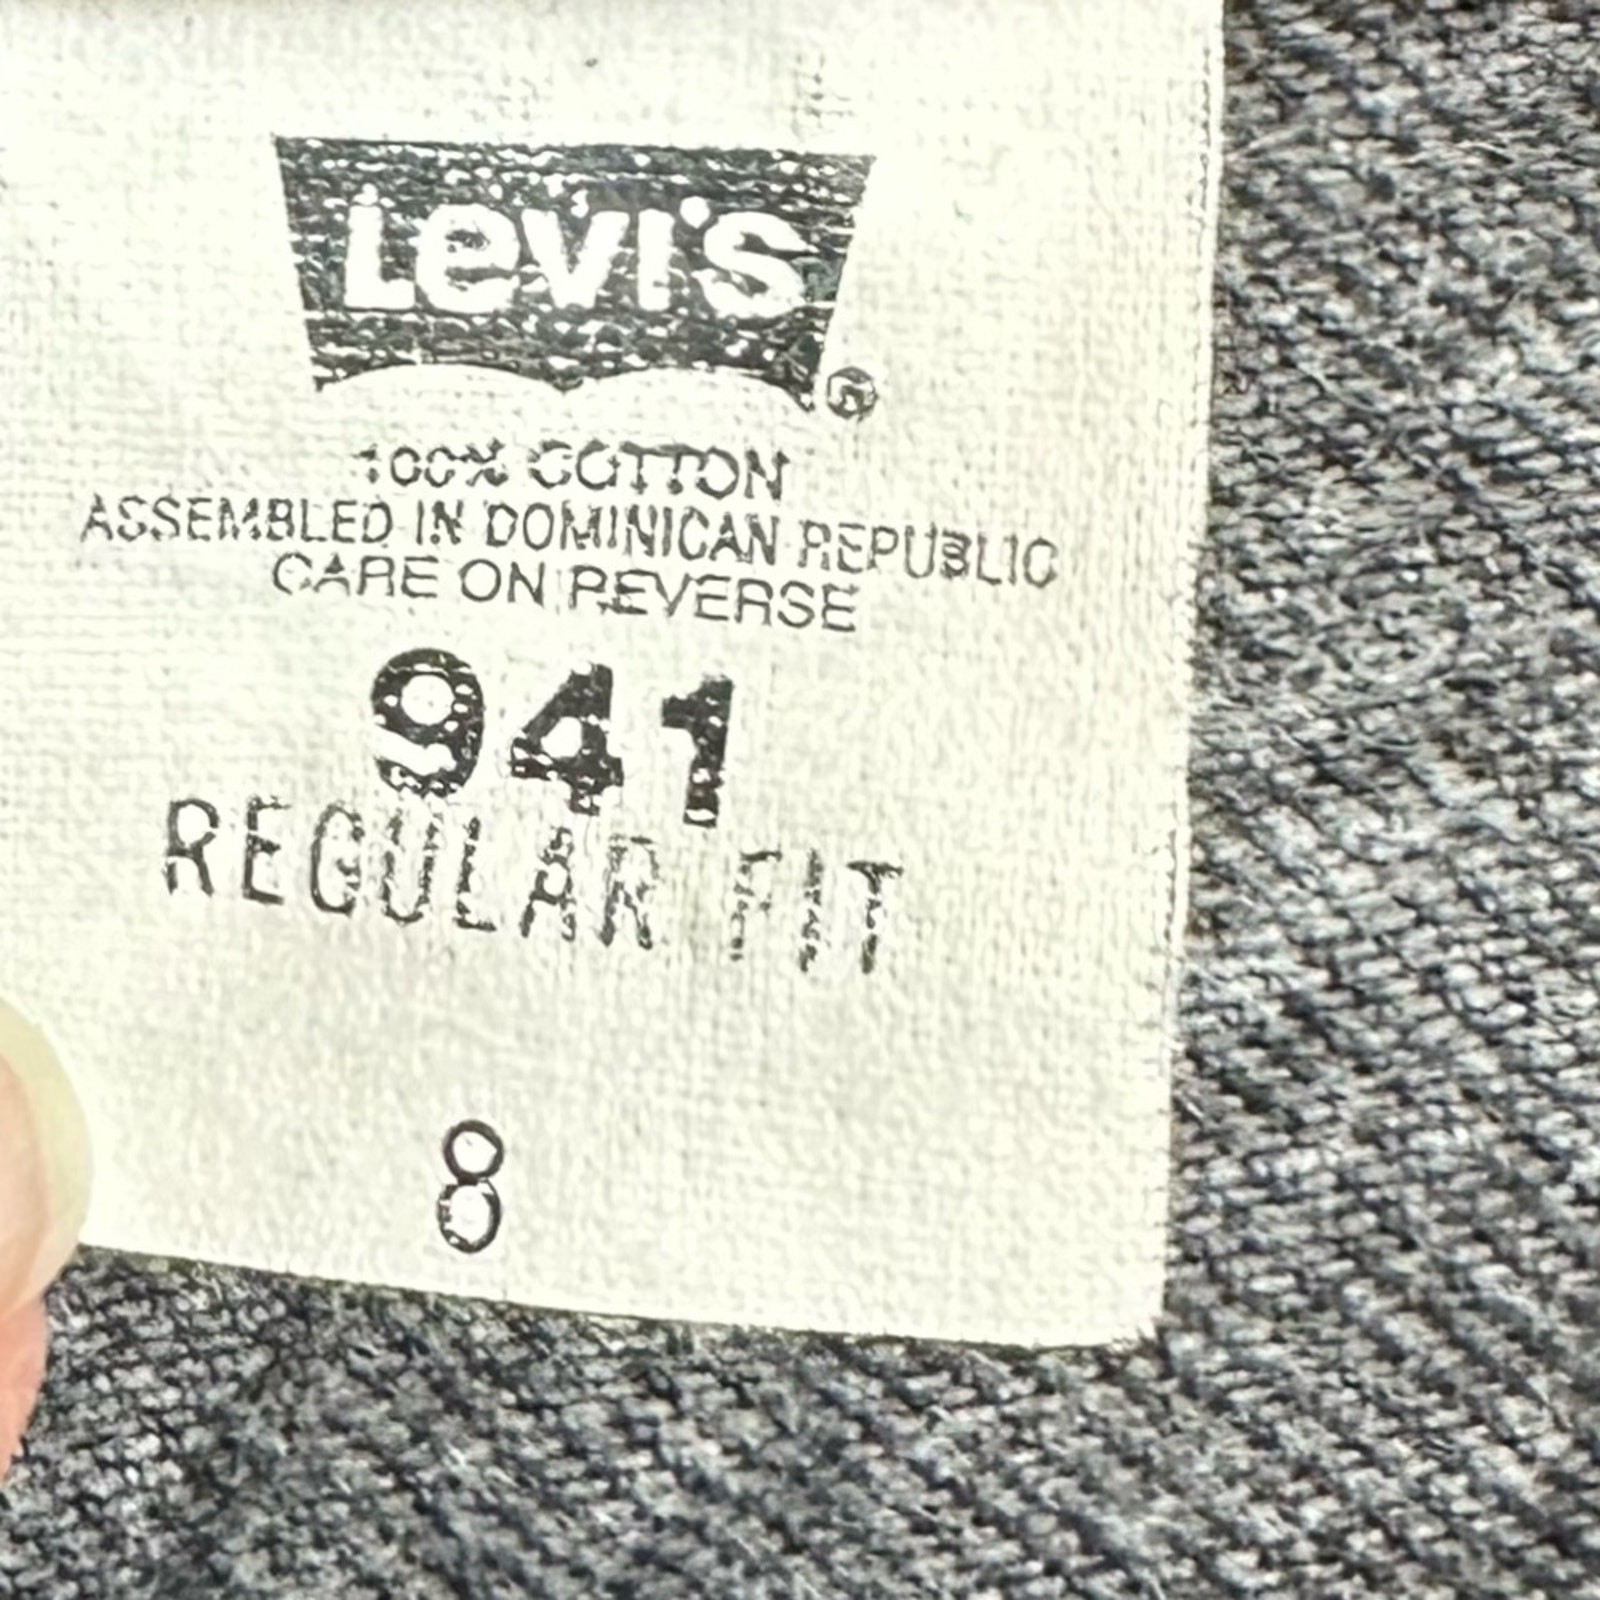 Levi's®
100% COTTON
ASSEMBLED IN DOMINICAN REPUBLIC
CARE ON REVERSE
941
REGULAR FIT
8